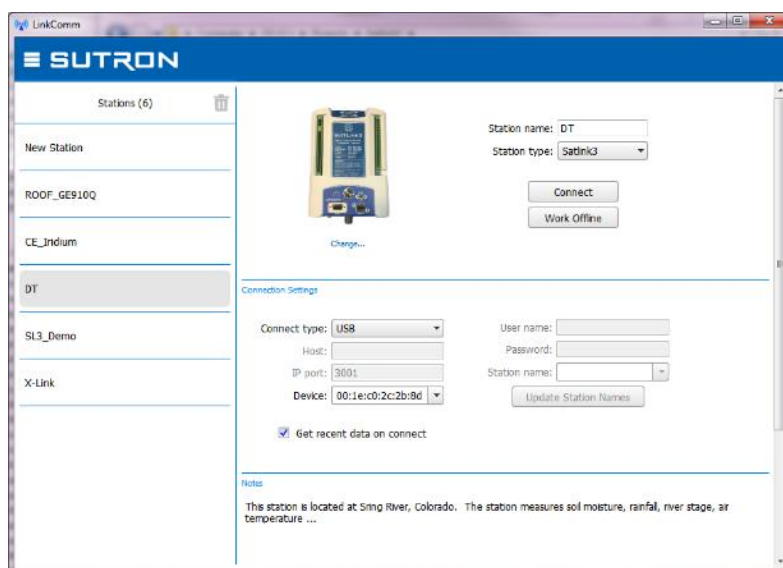 LinkComm
SUTRON
Stations (6)
New Station
ROOF_GE910Q
CE_Iridium
DT
SL3_Demo
X-Link
Change...
Station name: DT
Station type: Satlink3
Connect
Work Offline
Connection Settings
Connect type: USB
Host:
IP port: 3001
Device: 00:1e:c0:2c:2b:8d
Get recent data on connect
User name:
Password:
Station name:
Update Station Names
Notes
This station is located at Sring River, Colorado. The station measures soil moisture, rainfall, river stage, air
temperature ...